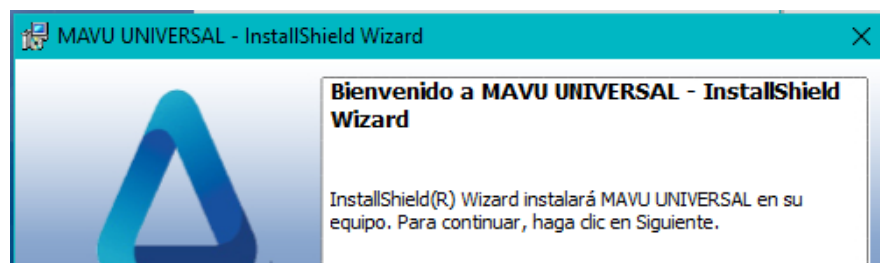 MAVU UNIVERSAL - InstallShield Wizard
Bienvenido a MAVU UNIVERSAL - InstallShield
Wizard
InstallShield(R) Wizard instalará MAVU UNIVERSAL en su
equipo. Para continuar, haga clic en Siguiente.